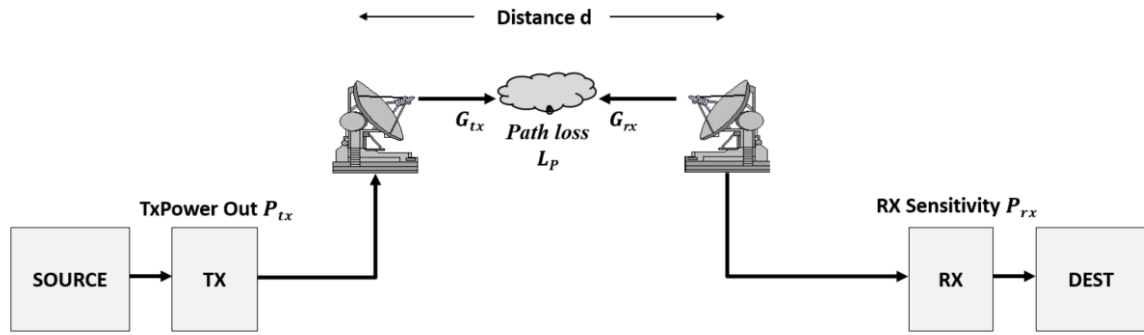 Distance d
G_tx
G_rx
Path loss
L_P
TxPower Out P_tx
RX Sensitivity P_rx
SOURCE
TX
RX
DEST